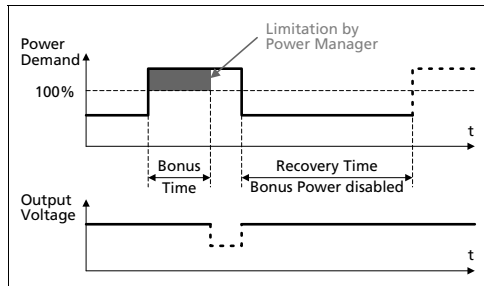 Power
Demand
Limitation by
Power Manager
100%
t
Bonus
Time
Recovery Time
Bonus Power disabled
Output
Voltage
t